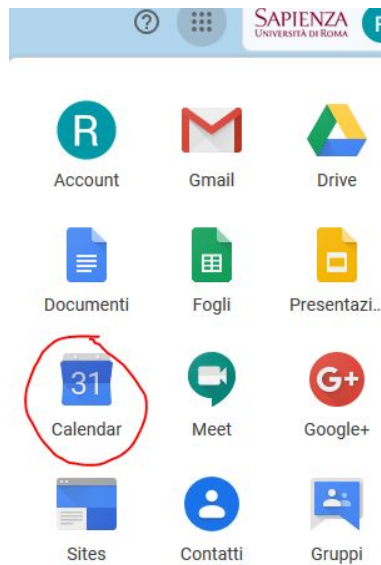 SAPIENZA
UNIVERSITÀ DI ROMA
R
Account Gmail Drive
Documenti Fogli Presentazi...
31
G+
Calendar Meet Google+
Sites Contatti Gruppi